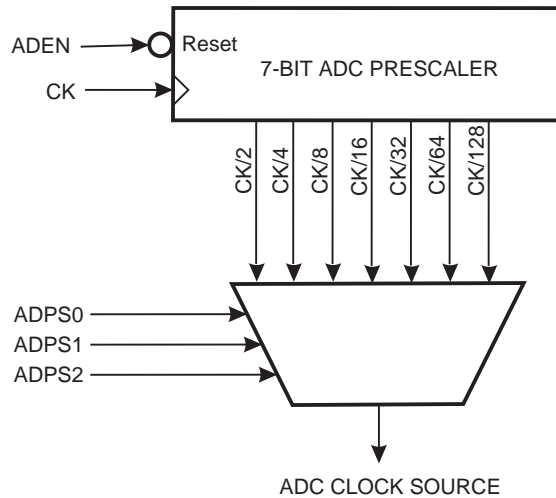 ADEN
Reset
7-BIT ADC PRESCALER
CK
CK/2
CK/4
CK/8
CK/16
CK/32
CK/64
CK/128
ADPS0
ADPS1
ADPS2
ADC CLOCK SOURCE